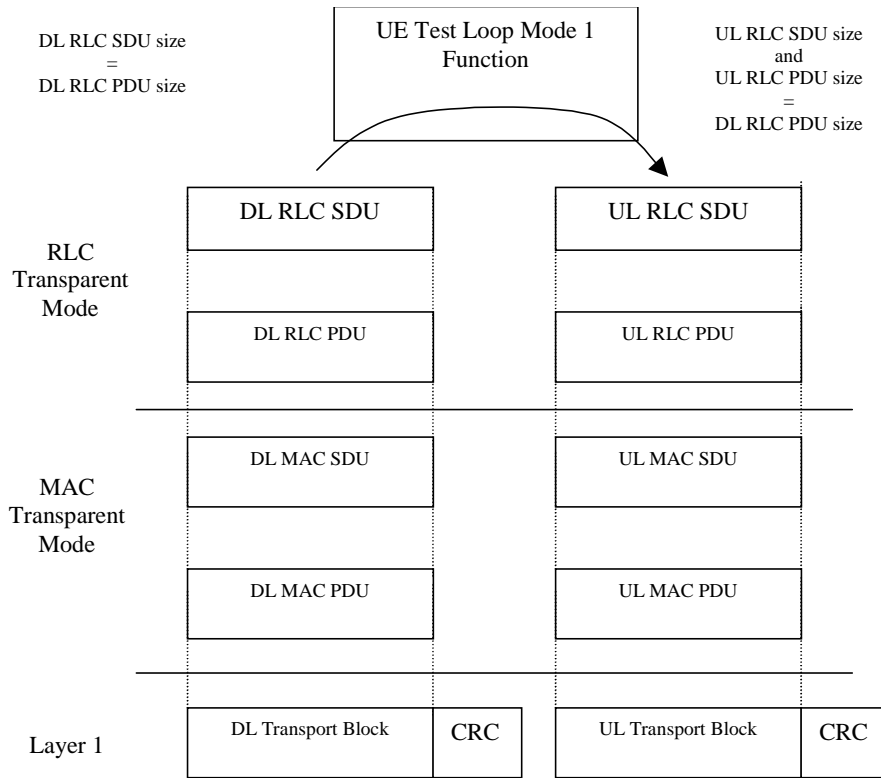 DL RLC SDU size
=
DL RLC PDU size
UE Test Loop Mode 1
Function
UL RLC SDU size
and
UL RLC PDU size
=
DL RLC PDU size
RLC
Transparent
Mode
DL RLC SDU
UL RLC SDU
DL RLC PDU
UL RLC PDU
MAC
Transparent
Mode
DL MAC SDU
UL MAC SDU
DL MAC PDU
UL MAC PDU
Layer 1
DL Transport Block
CRC
UL Transport Block
CRC